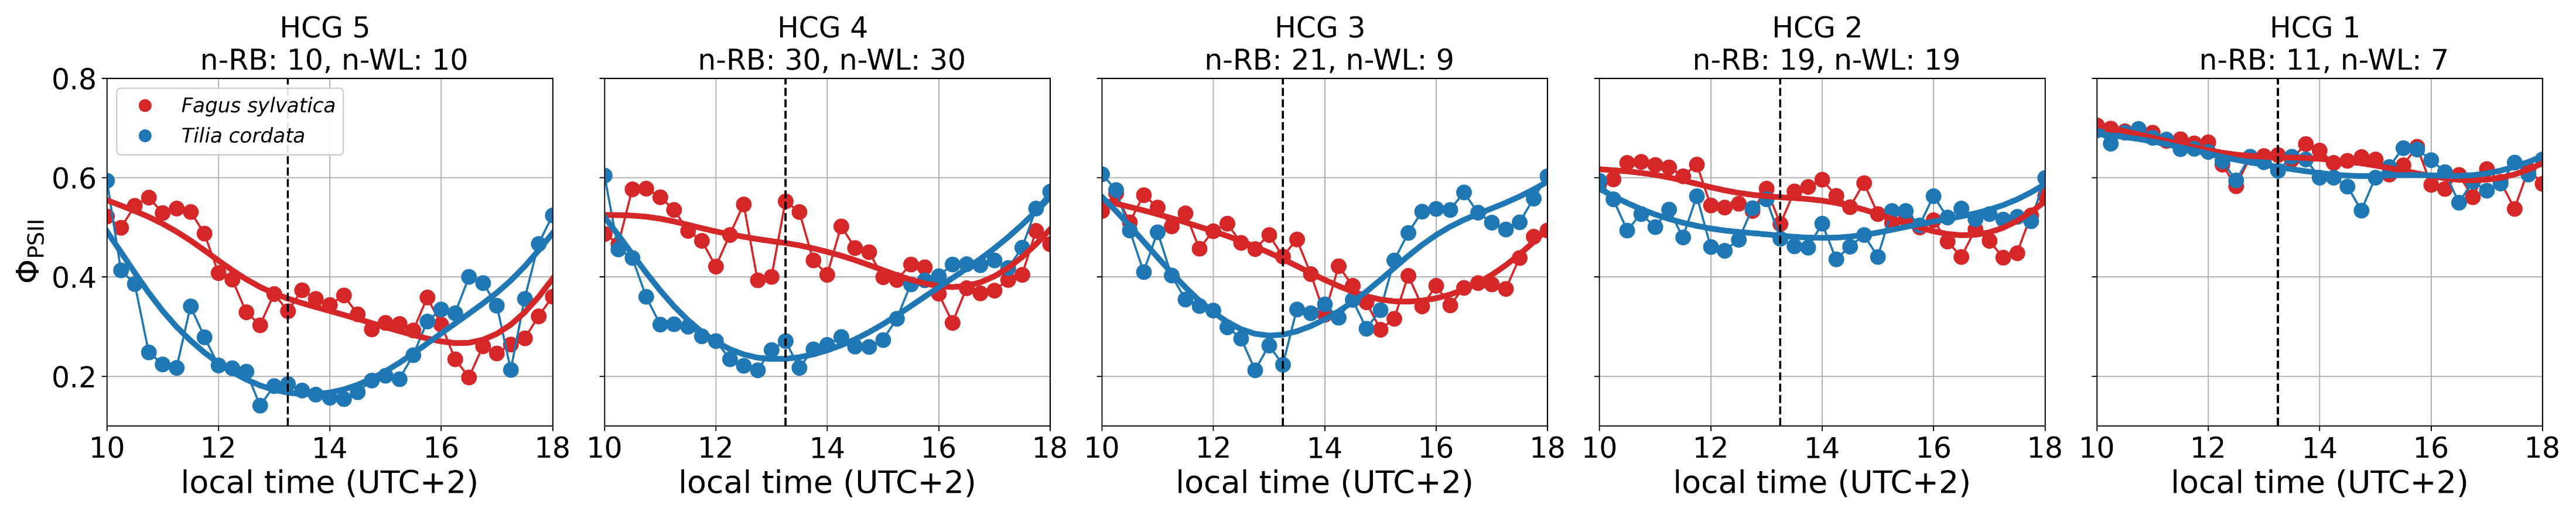 HCG 5
n-RB: 10, n-WL: 10
HCG 4
n-RB: 30, n-WL: 30
HCG 3
n-RB: 21, n-WL: 9
HCG 2
n-RB: 19, n-WL: 19
HCG 1
n-RB: 11, n-WL: 7
Fagus sylvatica
Tilia cordata
ΦPSII
0.8
0.6
0.4
0.2
10 12 14 16 18
10 12 14 16 18
10 12 14 16 18
10 12 14 16 18
10 12 14 16 18
local time (UTC+2)
local time (UTC+2)
local time (UTC+2)
local time (UTC+2)
local time (UTC+2)